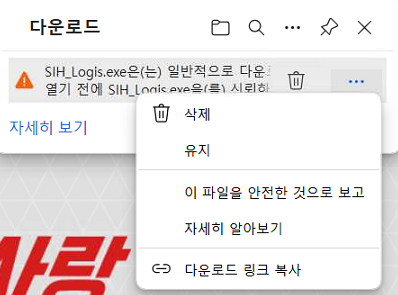 다운로드
SIH_Logis.exe은(는) 일반적으로 다운
열기 전에 SIH_Logis.exe을(를) 신뢰하
삭제
자세히 보기
유지
이 파일을 안전한 것으로 보고
자세히 알아보기
사랑
다운로드 링크 복사